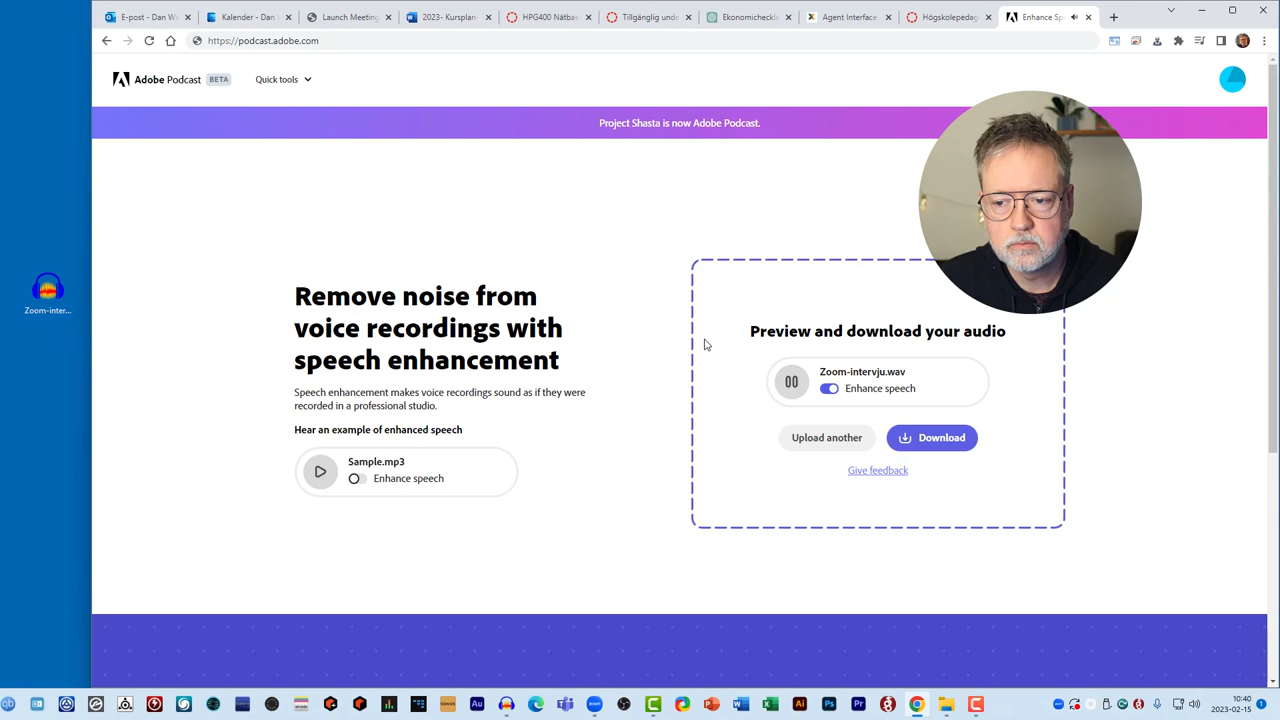 E-post - Dan W
Kalender - Dan
Launch Meeting
2023- Kursplan
HPG400 Nätbas
Tillgänglig unde
Ekonomicheckle
Agent Interface
Högskolepedag
Enhance Sp
https://podcast.adobe.com
Adobe Podcast BETA
Quick tools
Project Shasta is now Adobe Podcast.
Zoom-inter...
Remove noise from
voice recordings with
speech enhancement
Speech enhancement makes voice recordings sound as if they were
recorded in a professional studio.
Hear an example of enhanced speech
Sample.mp3
Enhance speech
Preview and download your audio
Zoom-intervju.wav
Enhance speech
Upload another
Download
Give feedback
10:40
2023-02-15